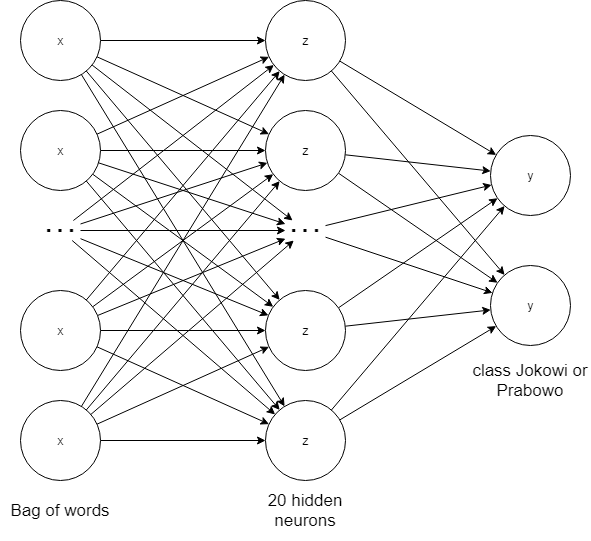 x
z
x
z
y
...
...
y
x
z
class Jokowi or
Prabowo
x
z
Bag of words
20 hidden
neurons